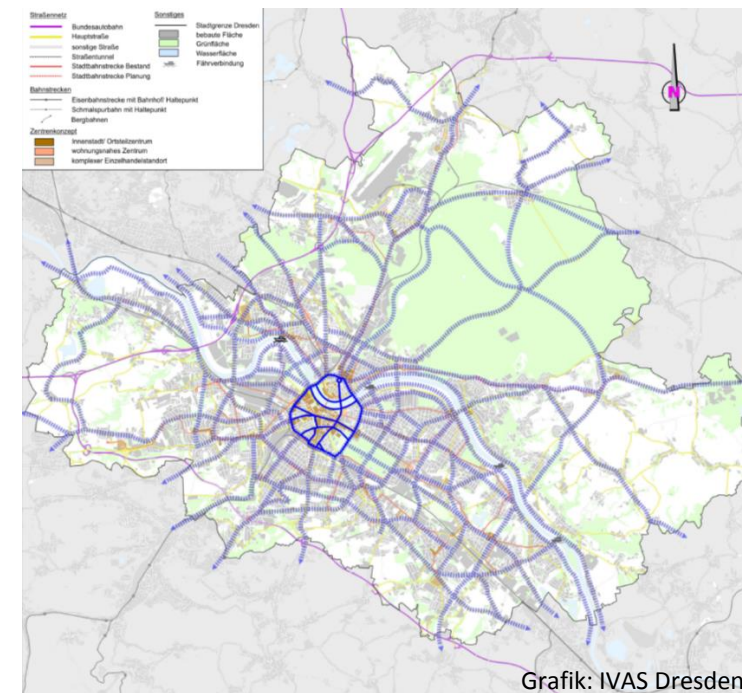 Straßennetz
Bundesautobahn
Hauptstraße
sonstige Straße
Straßentunnel
Stadtbahnstrecke Bestand
Stadtbahnstrecke Planung
Bahnstrecken
Eisenbahnstrecke mit Bahnhof/ Haltepunkt
Schmalspurbahn mit Haltepunkt
Bergbahnen
Zentrenkonzept
Innenstadt/ Ortsteilzentrum
wohnungsnahes Zentrum
komplexer Einzelhandelstandort
Sonstiges
Stadtgrenze Dresden
bebaute Fläche
Grünfläche
Wasserfläche
Fährverbindung
N
Grafik: IVAS Dresden